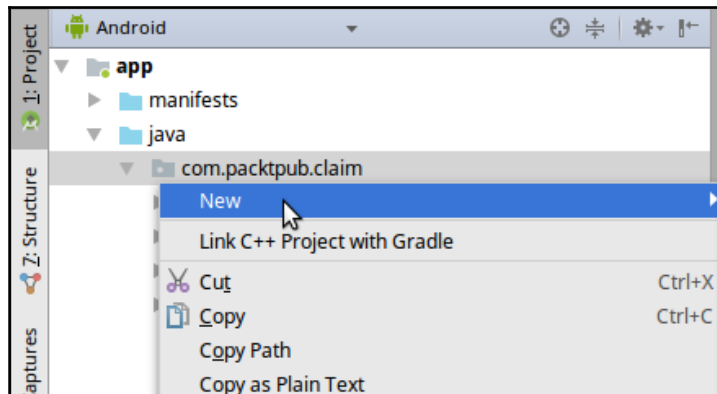 1: Project
Android
app
manifests
java
com.packtpub.claim
New
Link C++ Project with Gradle
Cut Ctrl+X
Copy Ctrl+C
Copy Path
Copy as Plain Text
7: Structure
aptures